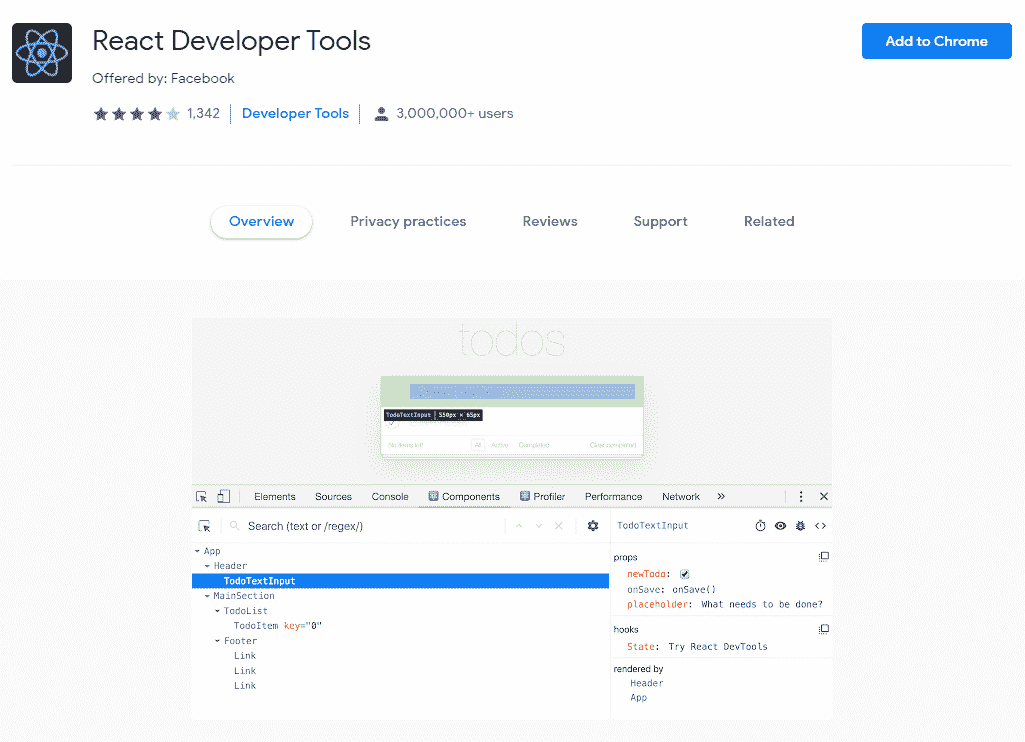 React Developer Tools
Add to Chrome
Offered by: Facebook
1,342 Developer Tools 3,000,000+ users
Overview Privacy practices Reviews Support Related
todos
TodoTextInput 550px × 65px
No items left All Active Completed Clear completed
Elements Sources Console Components Profiler Performance Network »
Search (text or /regex/)
TodoTextInput
App
Header
TodoTextInput
MainSection
TodoList
TodoItem key="0"
Footer
Link
Link
Link
props
newTodo:
onSave: onSave()
placeholder: What needs to be done?
hooks
State: Try React DevTools
rendered by
Header
App